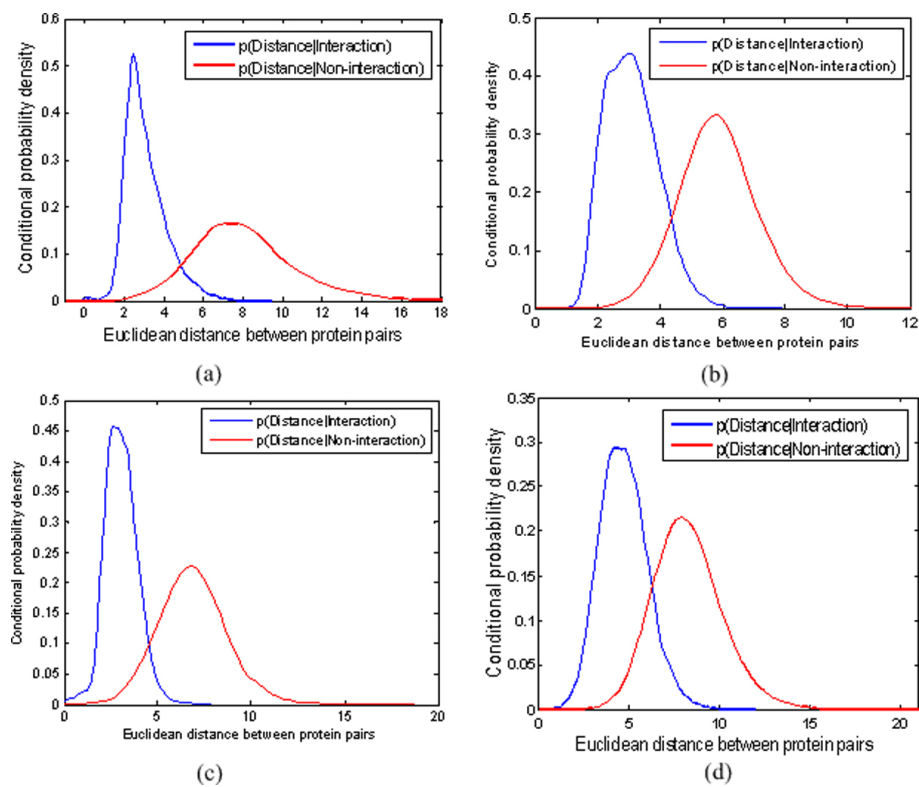 0.6
0.5
0.4
0.3
0.2
0.1
0
Conditional probability density
p(Distance|Interaction)
p(Distance|Non-interaction)
0 2 4 6 8 10 12 14 16 18
Euclidean distance between protein pairs
(a)
0.5
0.4
0.3
0.2
0.1
0
Conditional probability density
p(Distance|Interaction)
p(Distance|Non-interaction)
0 2 4 6 8 10 12
Euclidean distance between protein pairs
(b)
0.5
0.45
0.4
0.35
0.3
0.25
0.2
0.15
0.1
0.05
0
Conditional probability density
p(Distance|Interaction)
p(Distance|Non-interaction)
0 5 10 15 20
Euclidean distance between protein pairs
(c)
0.35
0.3
0.25
0.2
0.15
0.1
0.05
0
Conditional probability density
p(Distance|Interaction)
p(Distance|Non-interaction)
0 5 10 15 20
Euclidean distance between protein pairs
(d)